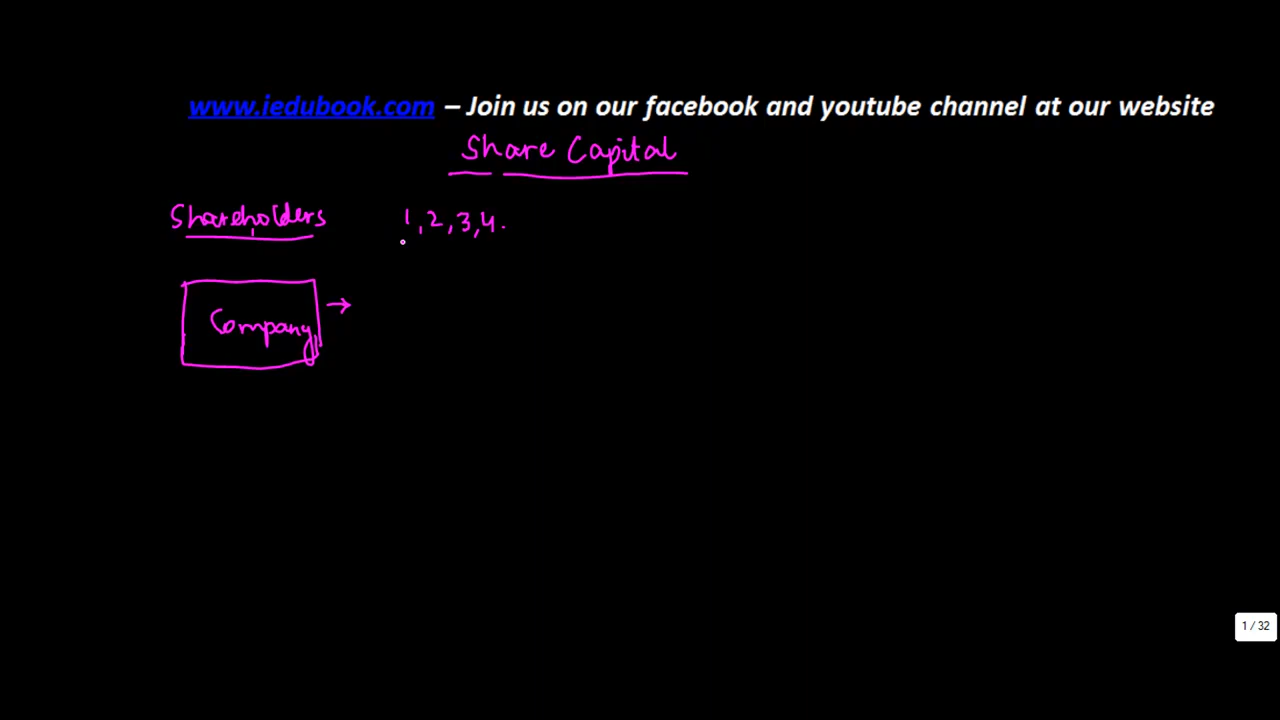 www.iedubook.com – Join us on our facebook and youtube channel at our website
Share Capital
Shareholders 1, 2, 3, 4.
Company →
1 / 32